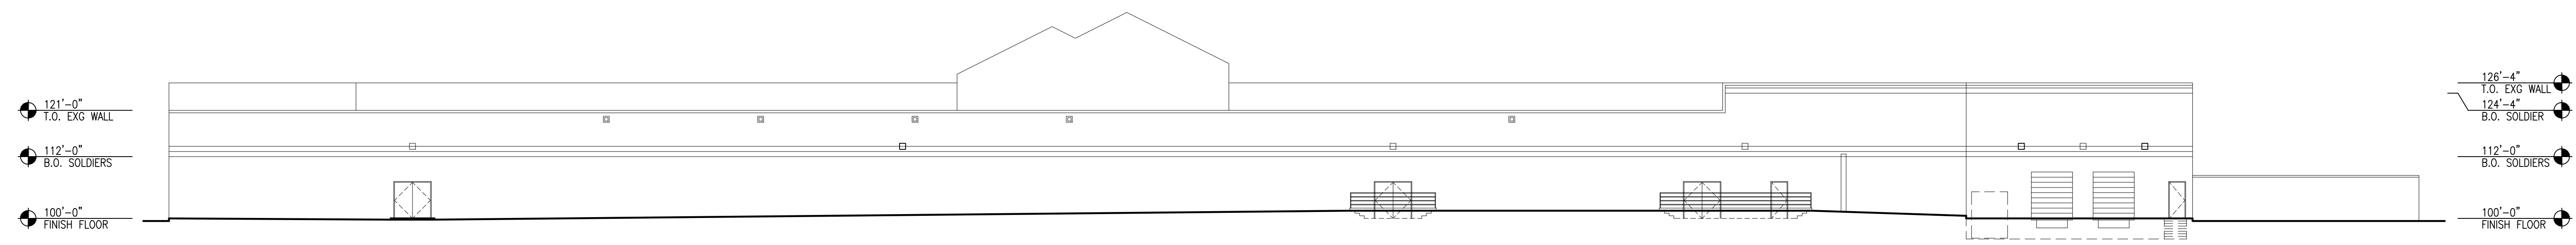 121'-0"
T.O. EXG WALL
112'-0"
B.O. SOLDIERS
100'-0"
FINISH FLOOR
126'-4"
T.O. EXG WALL
124'-4"
B.O. SOLDIER
112'-0"
B.O. SOLDIERS
100'-0"
FINISH FLOOR